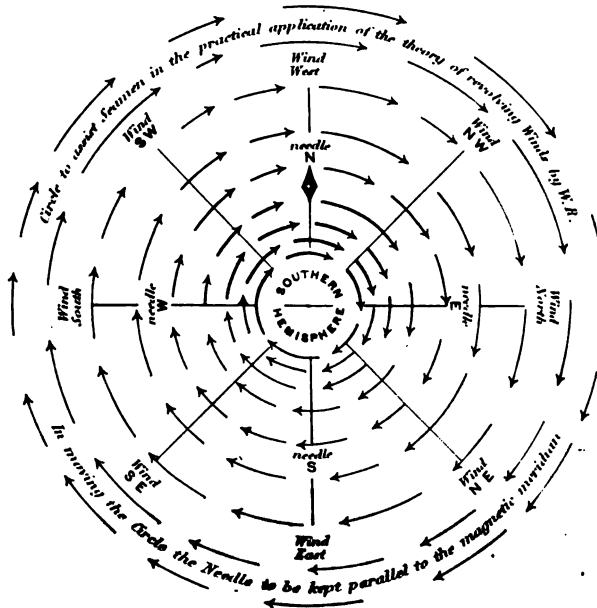 Circle to assist Seamen in the practical application of the theory of revolving Winds by W.R.
Wind
West
Wind
SW
needle
N
Wind
NW
SOUTHERN
HEMISPHERE
Wind
South
needle
W
E
needle
Wind
North
needle
S
Wind
SE
Wind
NE
Wind
East
In moving the Circle the Needle to be kept parallel to the magnetic meridian